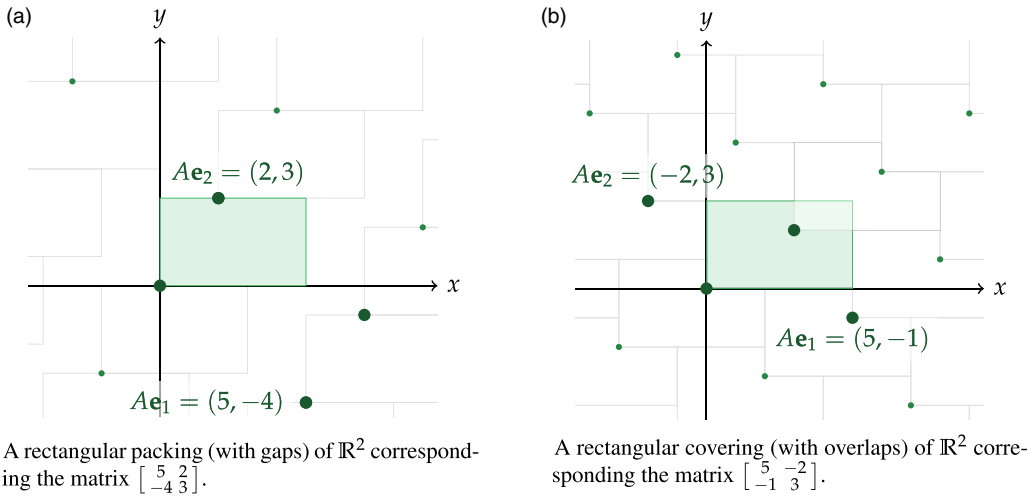 (a)
y
Ae₂ = (2, 3)
x
Ae₁ = (5, −4)
A rectangular packing (with gaps) of ℝ² correspond-
ing the matrix [ 5 2 ; −4 3 ].
(b)
y
Ae₂ = (−2, 3)
x
Ae₁ = (5, −1)
A rectangular covering (with overlaps) of ℝ² corre-
sponding the matrix [ 5 −2 ; −1 3 ].